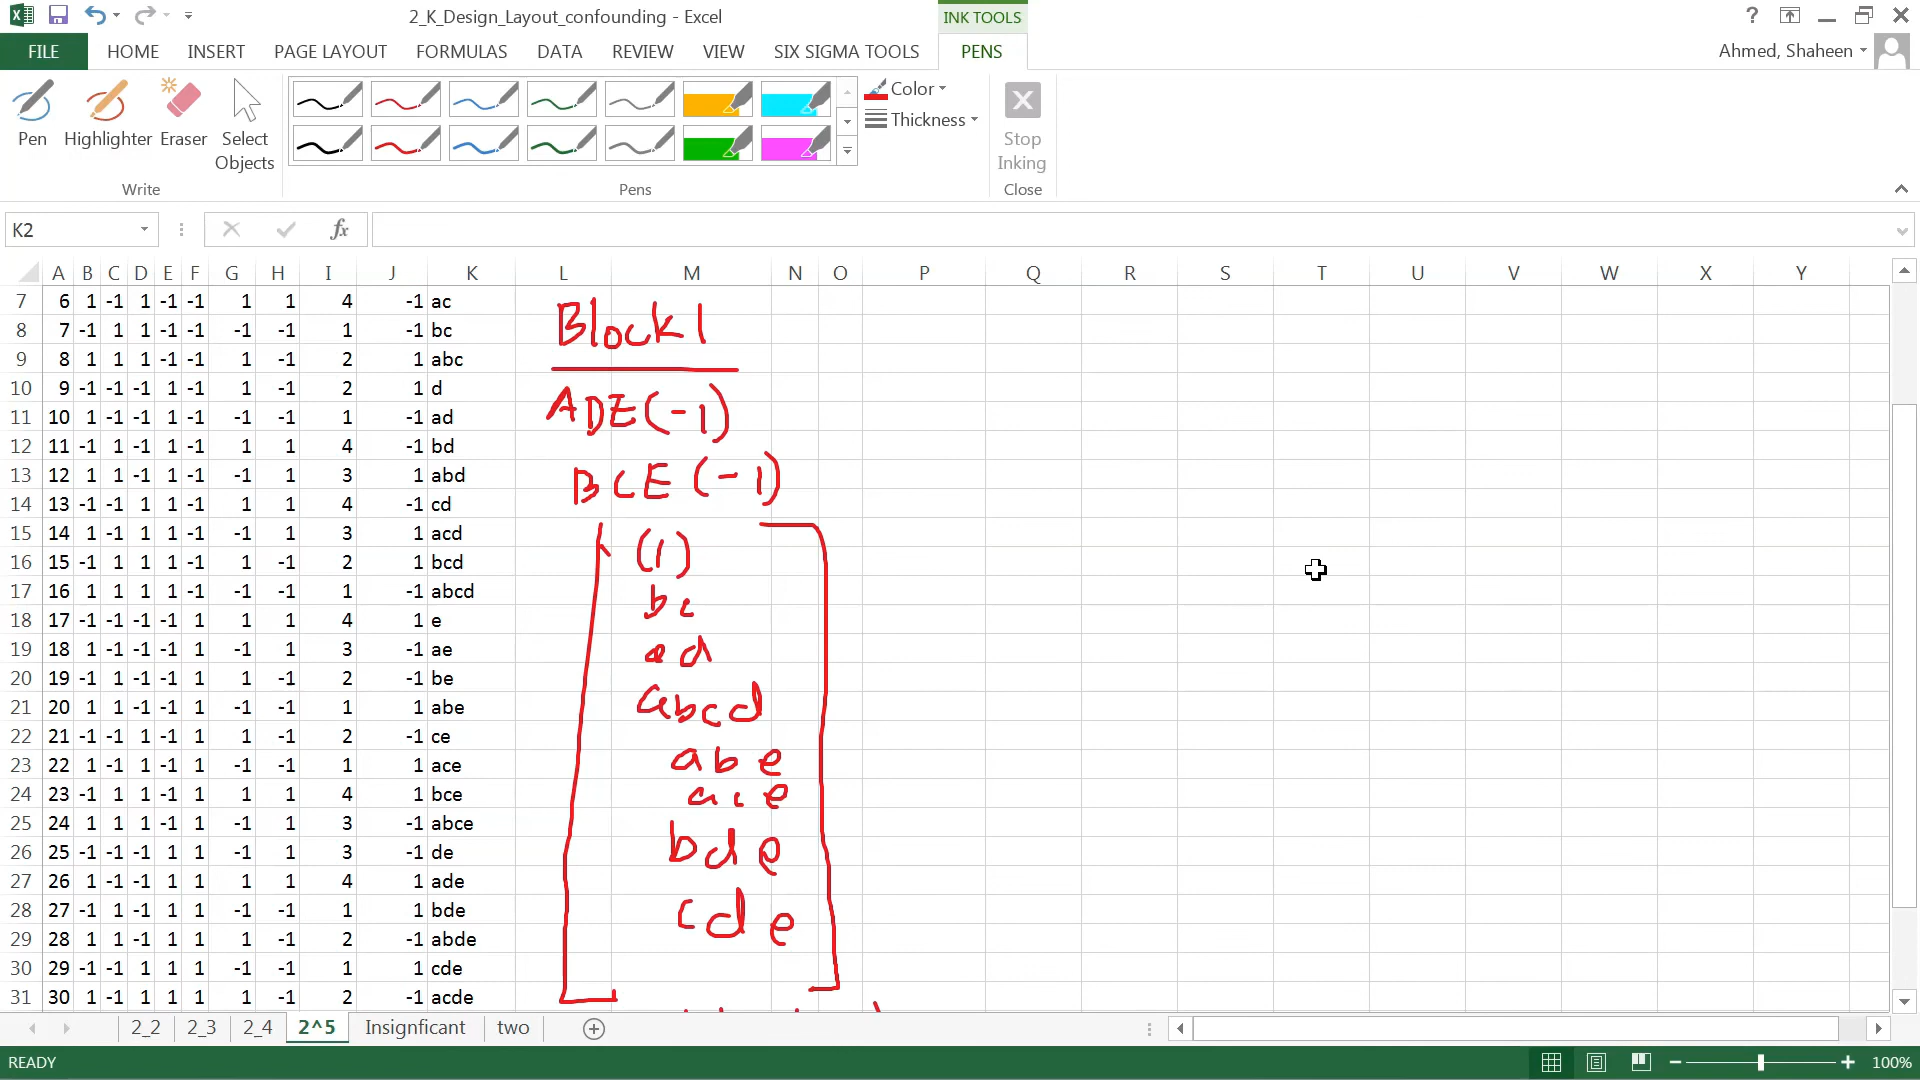 2_K_Design_Layout_confounding - Excel
INK TOOLS
FILE HOME INSERT PAGE LAYOUT FORMULAS DATA REVIEW VIEW SIX SIGMA TOOLS PENS
Ahmed, Shaheen
Pen Highlighter Eraser Select Objects
Color
Thickness
Stop Inking
Write Pens Close
K2 fx
A B C D E F G H I J K L M N O P Q R S T U V W X Y
7 6 1 -1 1 -1 -1 1 1 4 -1 ac
8 7 -1 1 1 -1 -1 -1 -1 1 1 bc
9 8 1 1 1 -1 -1 1 -1 2 1 abc
10 9 -1 -1 -1 1 -1 1 -1 2 1 d
11 10 1 -1 -1 1 -1 -1 -1 1 -1 ad
12 11 -1 1 -1 1 -1 1 1 4 -1 bd
13 12 1 1 -1 1 -1 -1 1 3 1 abd
14 13 -1 -1 1 1 -1 1 1 4 -1 cd
15 14 1 -1 1 1 -1 -1 1 3 1 acd
16 15 -1 1 1 1 -1 1 -1 2 1 bcd
17 16 1 1 1 1 -1 -1 -1 1 -1 abcd
18 17 -1 -1 -1 -1 1 1 1 4 1 e
19 18 1 -1 -1 -1 1 -1 1 3 -1 ae
20 19 -1 1 -1 -1 1 1 -1 2 -1 be
21 20 1 1 -1 -1 1 -1 -1 1 1 abe
22 21 -1 -1 1 -1 1 1 -1 2 -1 ce
23 22 1 -1 1 -1 1 -1 -1 1 1 ace
24 23 -1 1 1 -1 1 1 1 4 1 bce
25 24 1 1 1 -1 1 -1 1 3 -1 abce
26 25 -1 -1 -1 1 1 -1 1 3 -1 de
27 26 1 -1 -1 1 1 1 1 4 1 ade
28 27 -1 1 -1 1 1 -1 -1 1 1 bde
29 28 1 1 -1 1 1 1 -1 2 -1 abde
30 29 -1 -1 1 1 1 -1 -1 1 1 cde
31 30 1 -1 1 1 1 1 -1 2 -1 acde
Block 1
ADE(-1)
BCE(-1)
(1)
bc
ad
abcd
abe
ace
bde
cde
2_2 2_3 2_4 2^5 Insignficant two
READY 100%